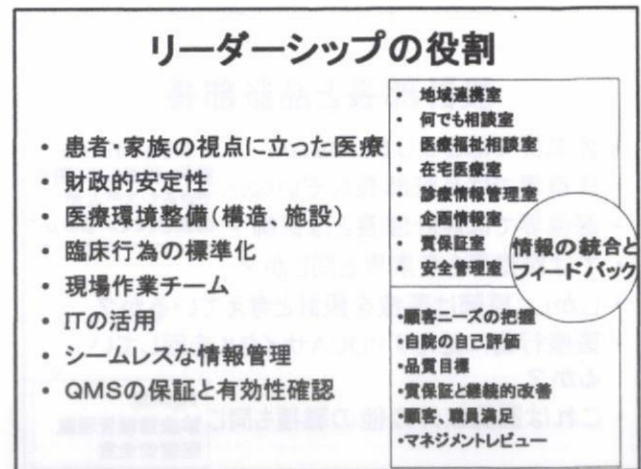 リーダーシップの役割
• 患者・家族の視点に立った医療
• 財政的安定性
• 医療環境整備(構造、施設)
• 臨床行為の標準化
• 現場作業チーム
• ITの活用
• シームレスな情報管理
• QMSの保証と有効性確認
• 地域連携室
• 何でも相談室
• 医療福祉相談室
• 在宅医療室
• 診療情報管理室
• 企画情報室
• 質保証室
• 安全管理室
情報の統合と
フィードバック
・顧客ニーズの把握
・自院の自己評価
・品質目標
・質保証と継続的改善
・顧客、職員満足
・マネジメントレビュー